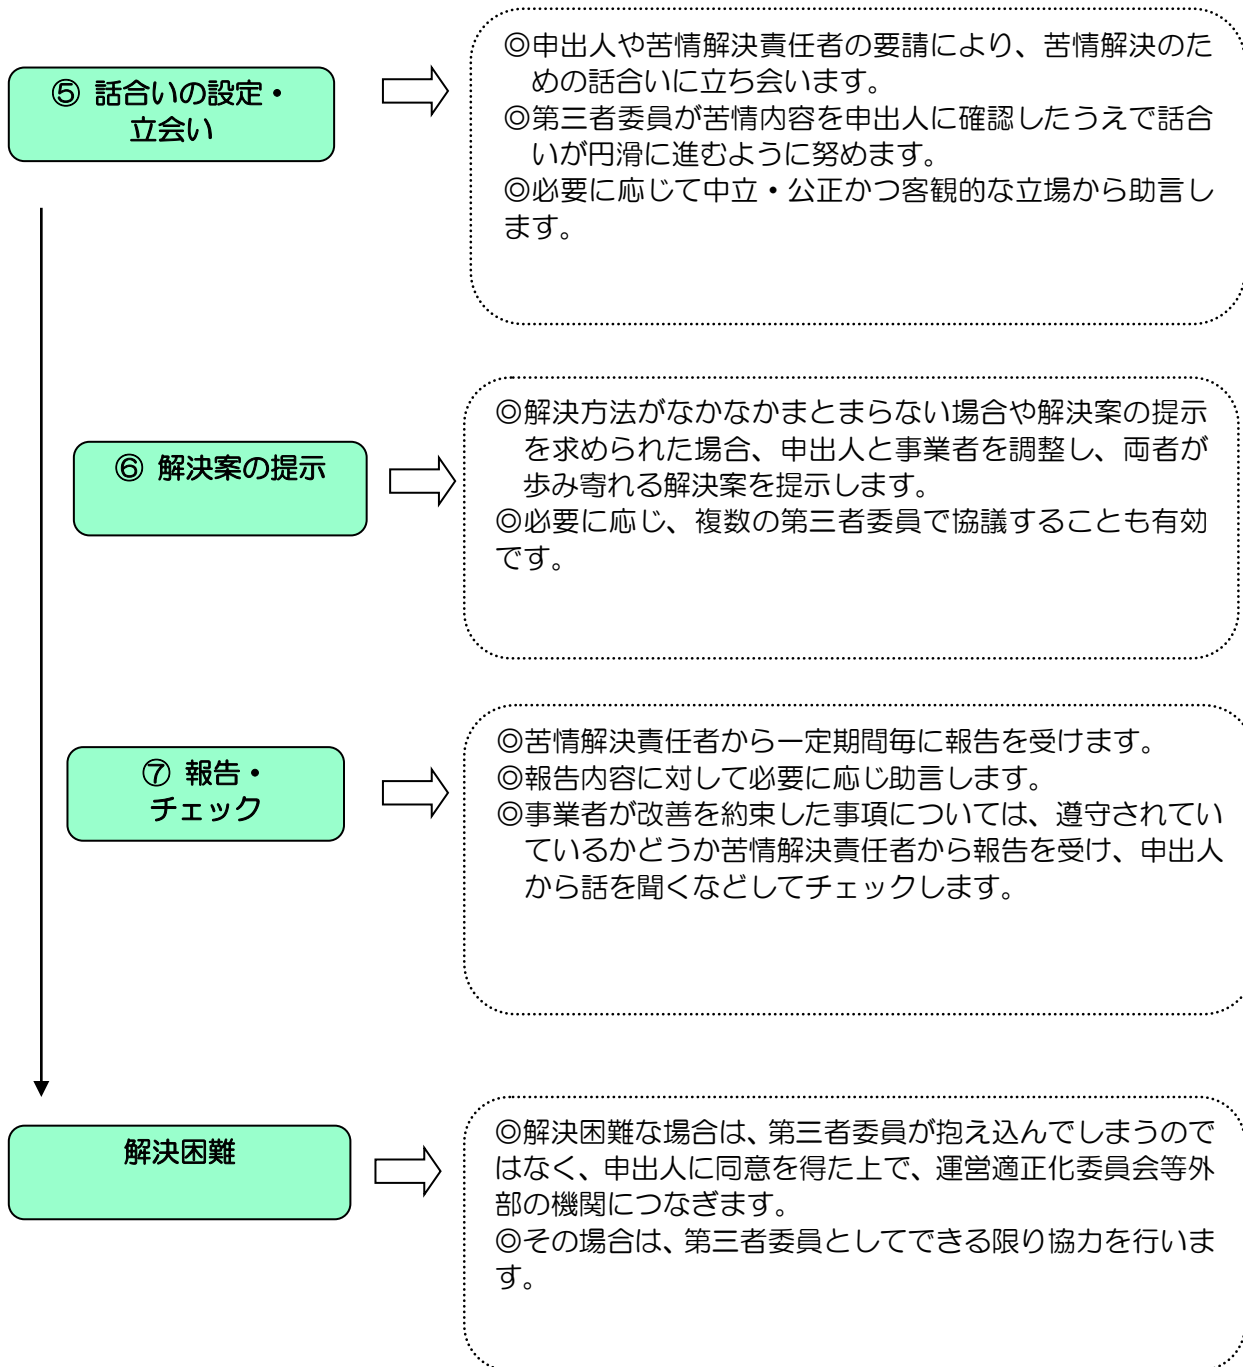 ⑤ 話合いの設定・
立会い
◎申出人や苦情解決責任者の要請により、苦情解決のた
めの話合いに立ち会います。
◎第三者委員が苦情内容を申出人に確認したうえで話合
いが円滑に進むように努めます。
◎必要に応じて中立・公正かつ客観的な立場から助言し
ます。
⑥ 解決案の提示
◎解決方法がなかなかまとまらない場合や解決案の提示
を求められた場合、申出人と事業者を調整し、両者が
歩み寄れる解決案を提示します。
◎必要に応じ、複数の第三者委員で協議することも有効
です。
⑦ 報告・
チェック
◎苦情解決責任者から一定期間毎に報告を受けます。
◎報告内容に対して必要に応じ助言します。
◎事業者が改善を約束した事項については、遵守されてい
ているかどうか苦情解決責任者から報告を受け、申出人
から話を聞くなどしてチェックします。
解決困難
◎解決困難な場合は、第三者委員が抱え込んでしまうので
はなく、申出人に同意を得た上で、運営適正化委員会等外
部の機関につなぎます。
◎その場合は、第三者委員としてできる限り協力を行いま
す。